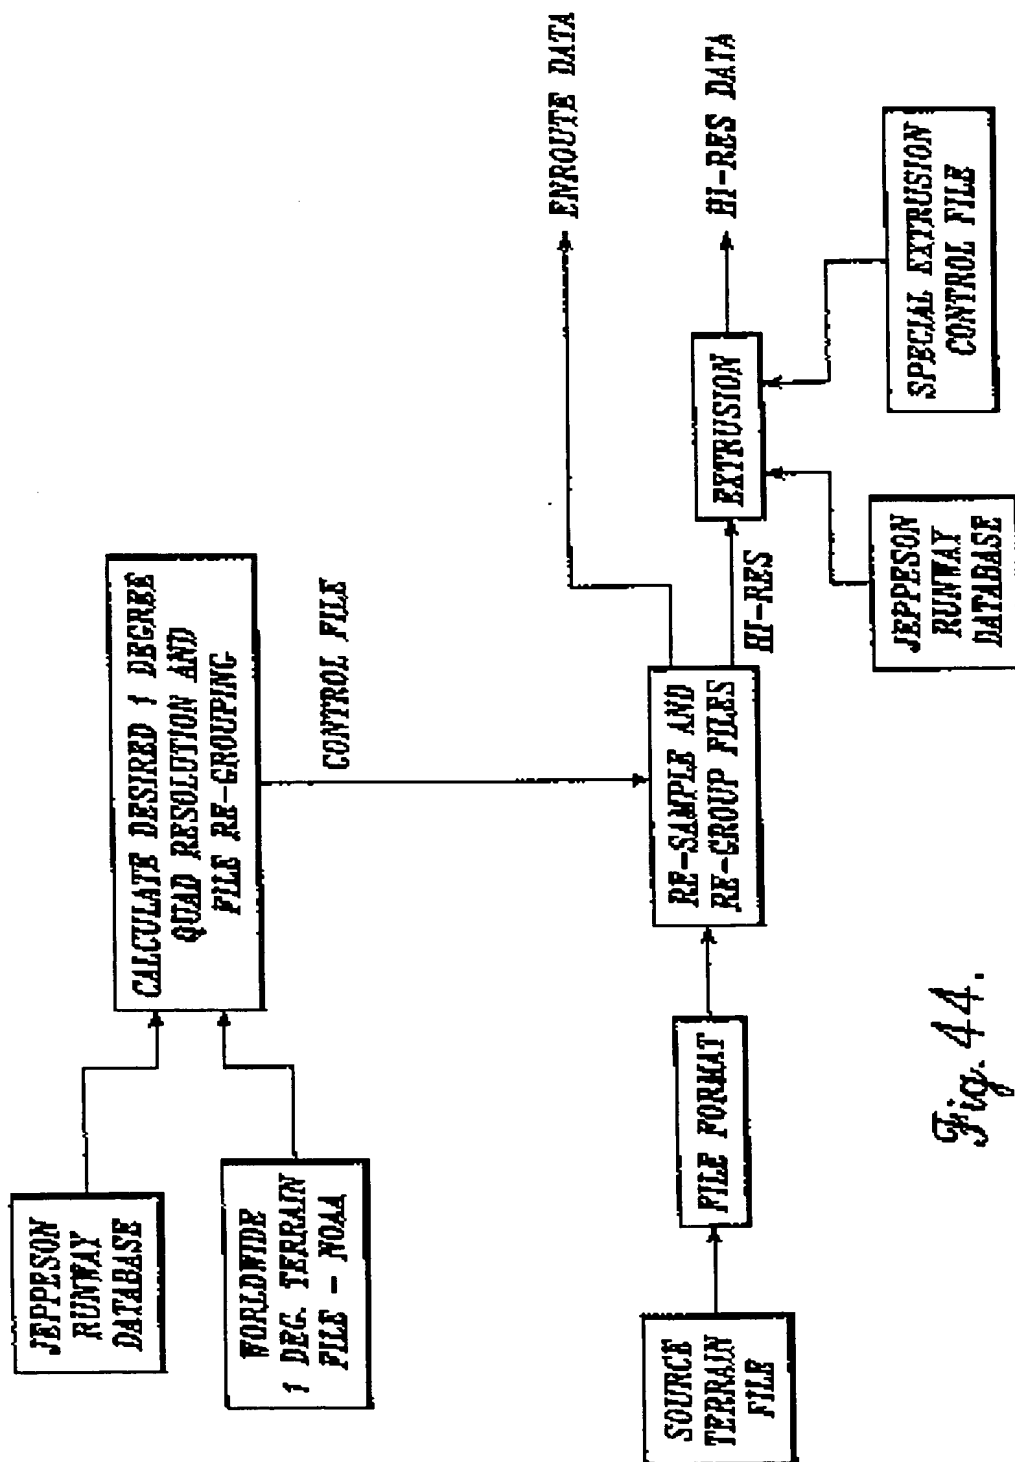 JEPPESON
RUNWAY
DATABASE
WORLDWIDE
1 DEG. TERRAIN
FILE - NOAA
CALCULATE DESIRED 1 DEGREE
QUAD RESOLUTION AND
FILE RE-GROUPING
CONTROL FILE
SOURCE
TERRAIN
FILE
FILE FORMAT
RE-SAMPLE AND
RE-GROUP FILES
ENROUTE DATA
HI-RES
EXTRUSION
HI-RES DATA
JEPPESON
RUNWAY
DATABASE
SPECIAL EXTRUSION
CONTROL FILE
Fig. 44.